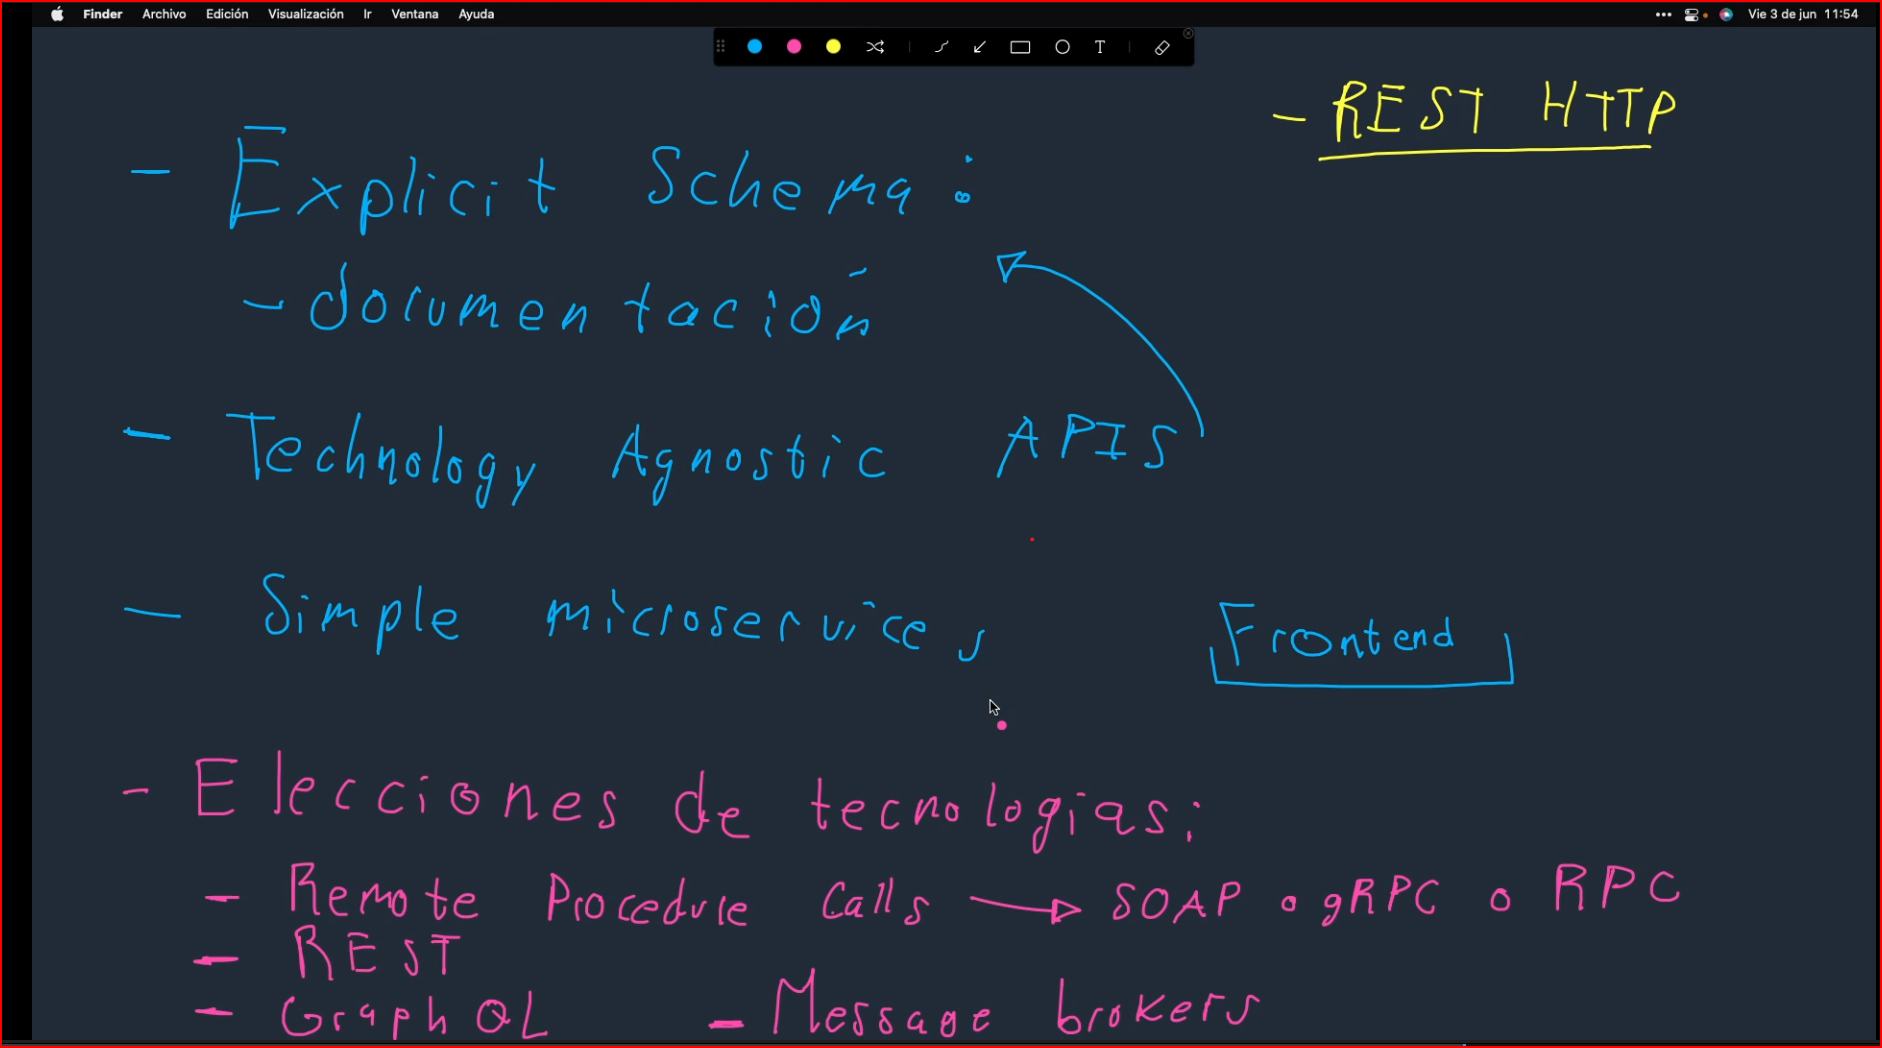 Finder Archivo Edición Visualización Ir Ventana Ayuda ••• Vie 3 de jun 11:54
T
- REST HTTP
- Explicit Schema:
- documentación
- Technology Agnostic APIS
- Simple microservices
Frontend
- Elecciones de tecnologias:
- Remote Procedure Calls → SOAP o gRPC o RPC
- REST
- GraphQL - Message brokers